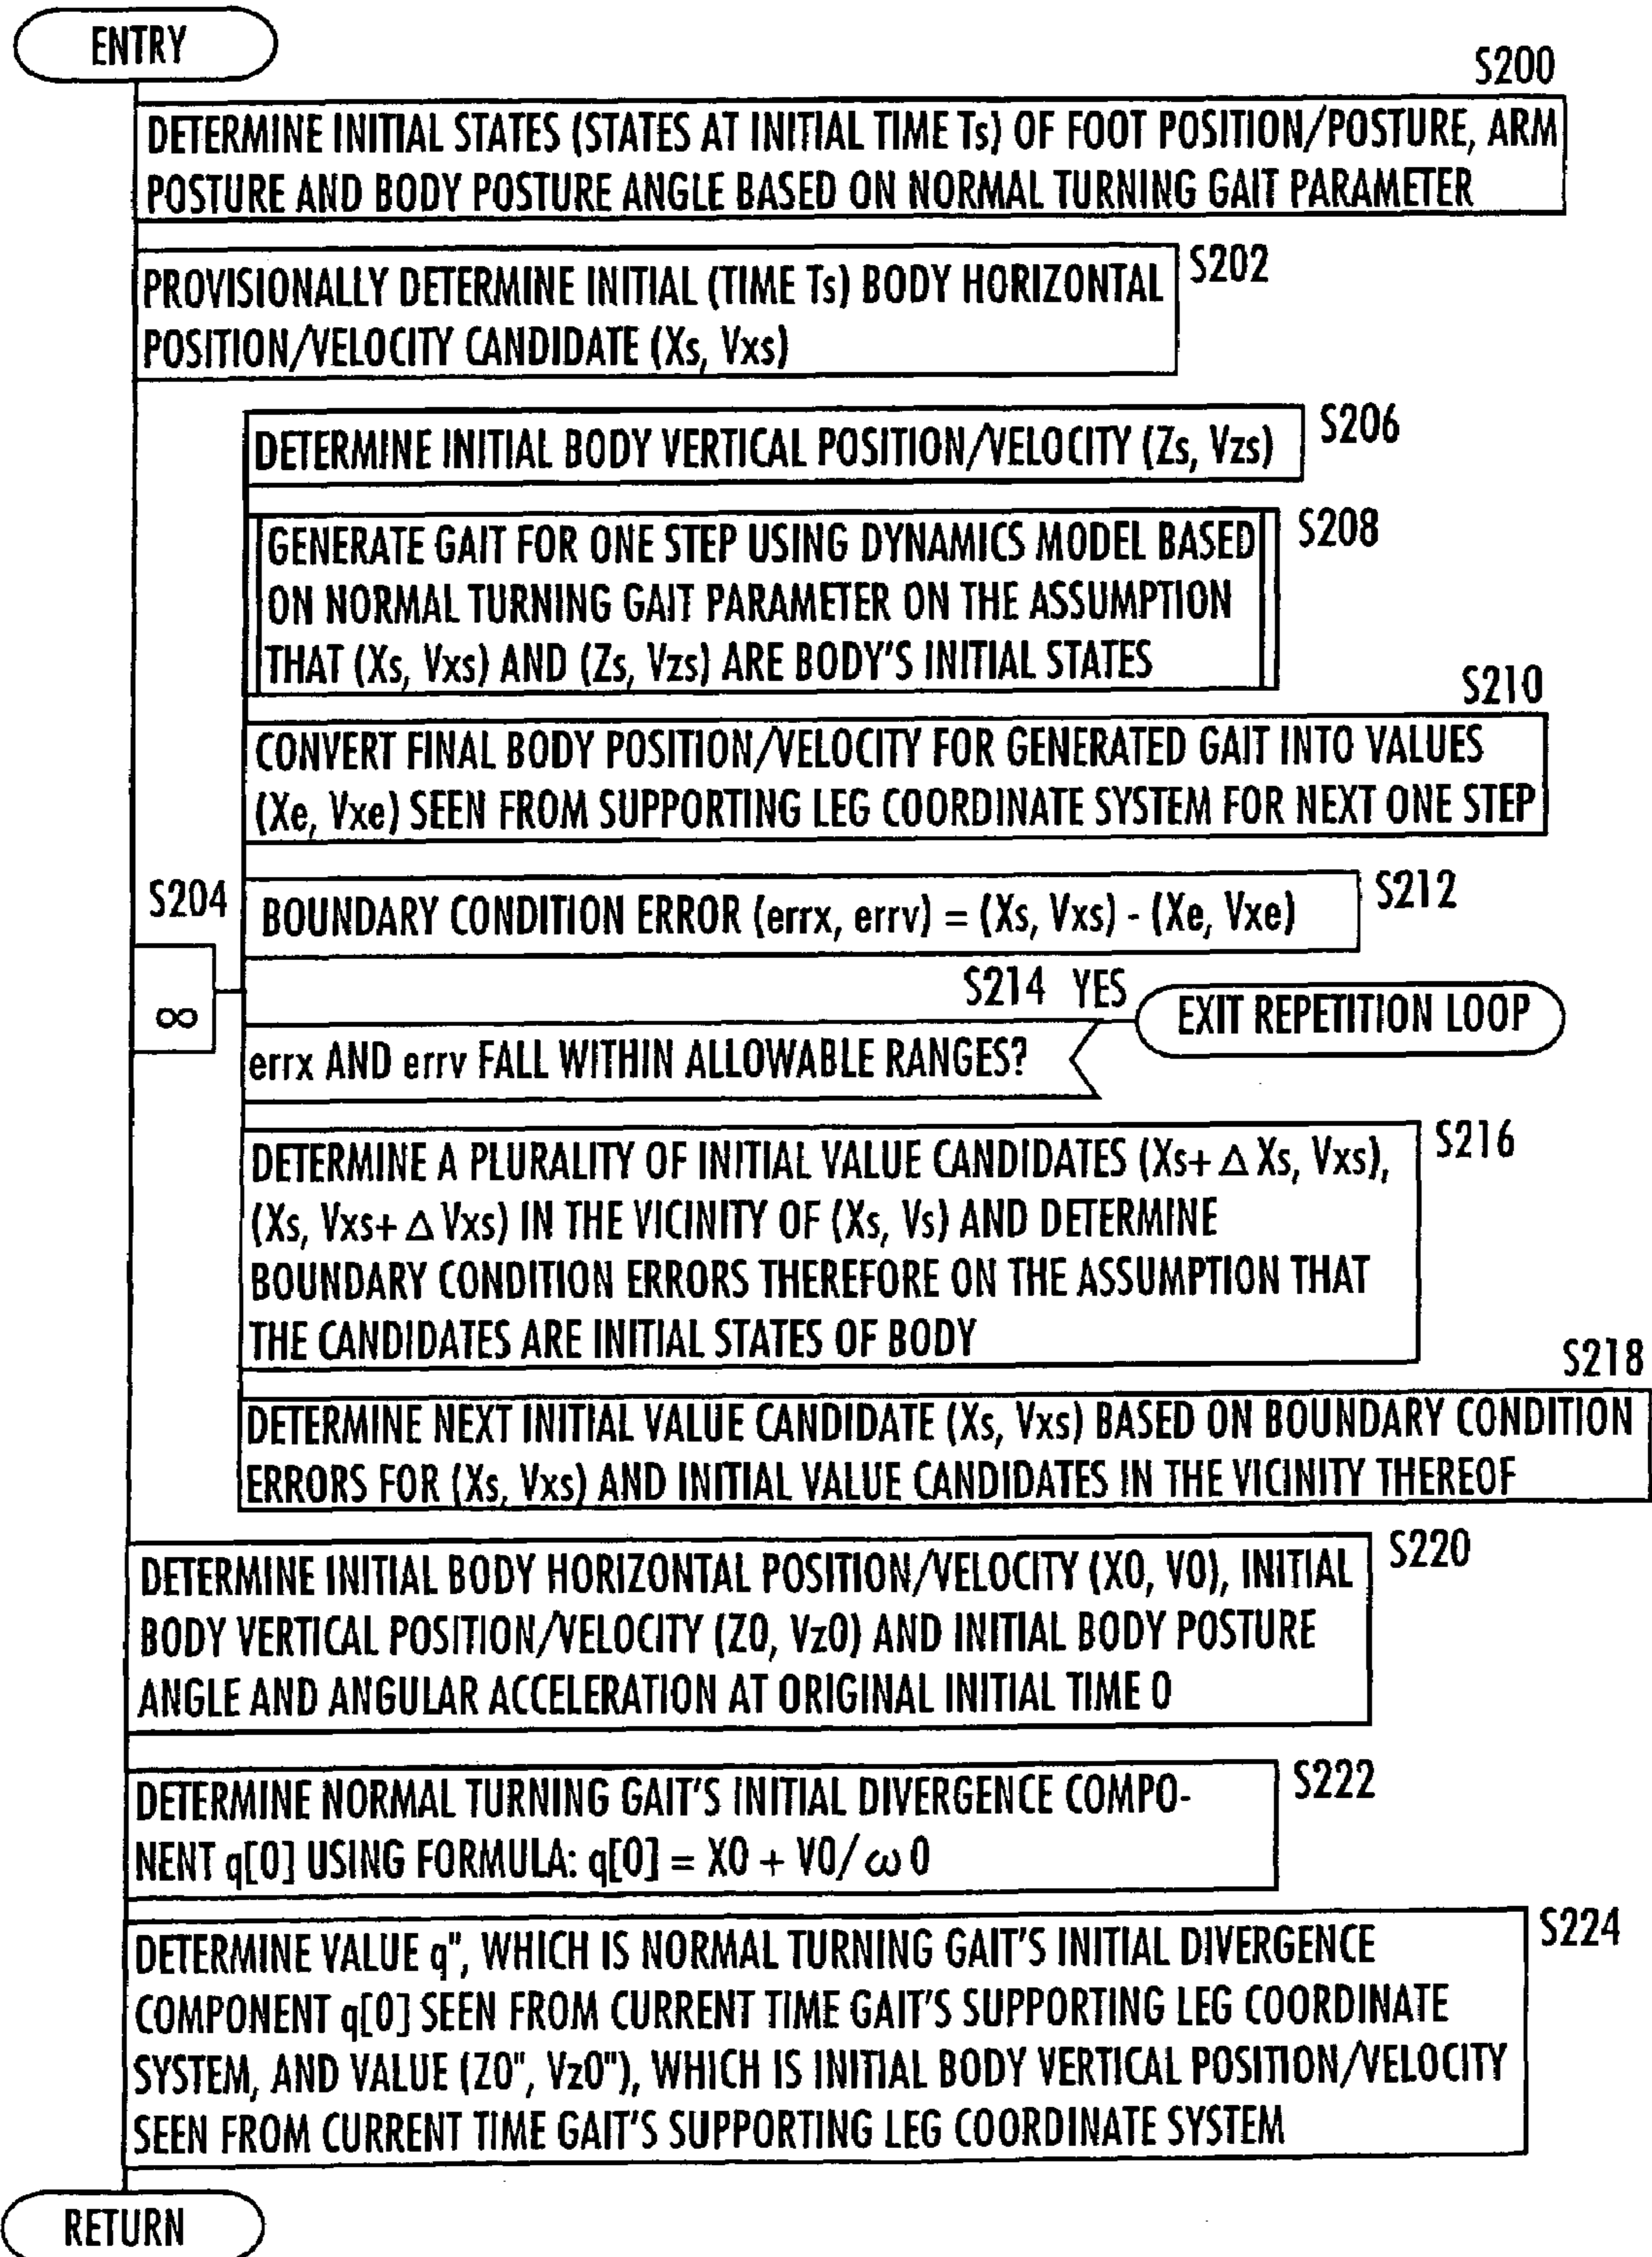 ENTRY
S200
DETERMINE INITIAL STATES (STATES AT INITIAL TIME Ts) OF FOOT POSITION/POSTURE, ARM
POSTURE AND BODY POSTURE ANGLE BASED ON NORMAL TURNING GAIT PARAMETER
S202
PROVISIONALLY DETERMINE INITIAL (TIME Ts) BODY HORIZONTAL
POSITION/VELOCITY CANDIDATE (Xs, Vxs)
DETERMINE INITIAL BODY VERTICAL POSITION/VELOCITY (Zs, Vzs)
S206
GENERATE GAIT FOR ONE STEP USING DYNAMICS MODEL BASED
S208
ON NORMAL TURNING GAIT PARAMETER ON THE ASSUMPTION
THAT (Xs, Vxs) AND (Zs, Vzs) ARE BODY'S INITIAL STATES
S210
CONVERT FINAL BODY POSITION/VELOCITY FOR GENERATED GAIT INTO VALUES
(Xe, Vxe) SEEN FROM SUPPORTING LEG COORDINATE SYSTEM FOR NEXT ONE STEP
S204
∞
BOUNDARY CONDITION ERROR (errx, errv) = (Xs, Vxs) - (Xe, Vxe)
S212
S214 YES
EXIT REPETITION LOOP
errx AND errv FALL WITHIN ALLOWABLE RANGES?
DETERMINE A PLURALITY OF INITIAL VALUE CANDIDATES (Xs+ΔXs, Vxs),
S216
(Xs, Vxs+ΔVxs) IN THE VICINITY OF (Xs, Vs) AND DETERMINE
BOUNDARY CONDITION ERRORS THEREFORE ON THE ASSUMPTION THAT
THE CANDIDATES ARE INITIAL STATES OF BODY
S218
DETERMINE NEXT INITIAL VALUE CANDIDATE (Xs, Vxs) BASED ON BOUNDARY CONDITION
ERRORS FOR (Xs, Vxs) AND INITIAL VALUE CANDIDATES IN THE VICINITY THEREOF
S220
DETERMINE INITIAL BODY HORIZONTAL POSITION/VELOCITY (X0, V0), INITIAL
BODY VERTICAL POSITION/VELOCITY (Z0, Vz0) AND INITIAL BODY POSTURE
ANGLE AND ANGULAR ACCELERATION AT ORIGINAL INITIAL TIME 0
S222
DETERMINE NORMAL TURNING GAIT'S INITIAL DIVERGENCE COMPO-
NENT q[0] USING FORMULA: q[0] = X0 + V0/ω0
S224
DETERMINE VALUE q", WHICH IS NORMAL TURNING GAIT'S INITIAL DIVERGENCE
COMPONENT q[0] SEEN FROM CURRENT TIME GAIT'S SUPPORTING LEG COORDINATE
SYSTEM, AND VALUE (Z0", Vz0"), WHICH IS INITIAL BODY VERTICAL POSITION/VELOCITY
SEEN FROM CURRENT TIME GAIT'S SUPPORTING LEG COORDINATE SYSTEM
RETURN